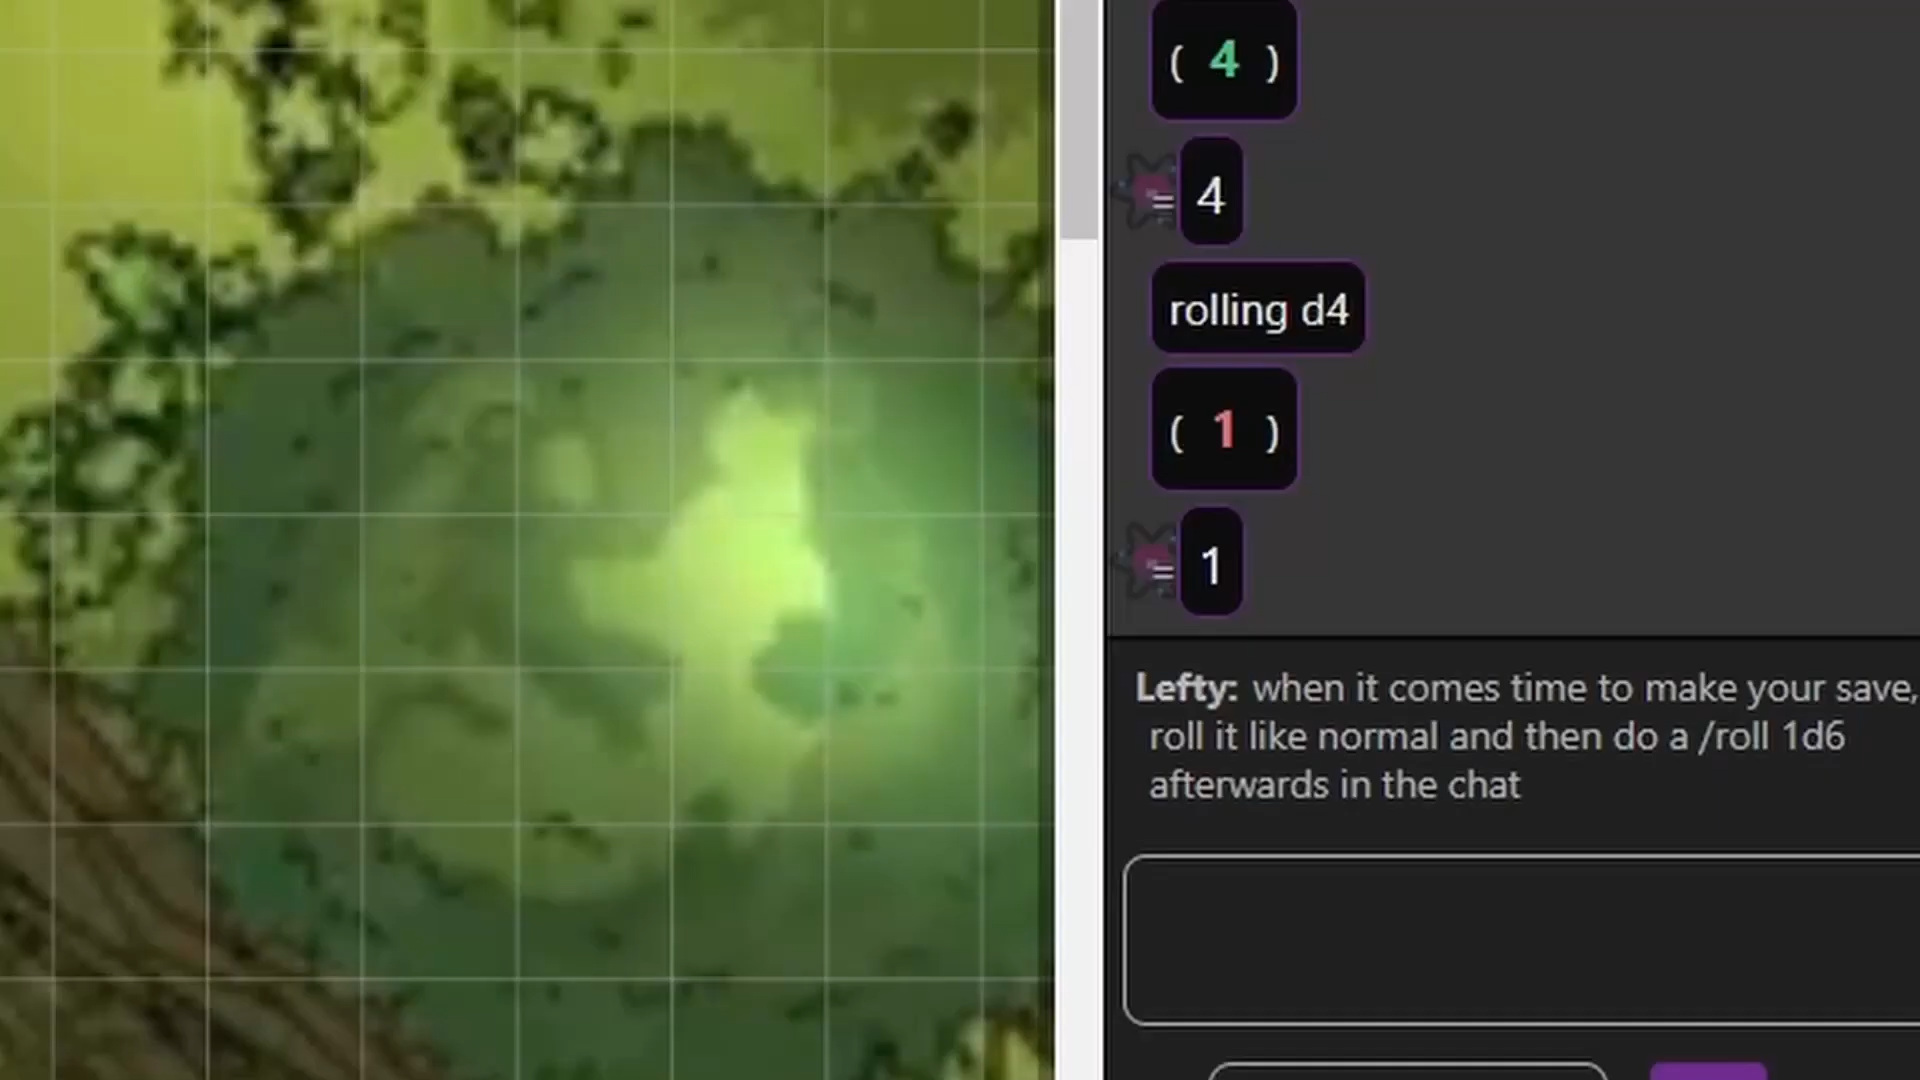 ( 4 )
= 4
rolling d4
( 1 )
= 1
Lefty: when it comes time to make your save,
roll it like normal and then do a /roll 1d6
afterwards in the chat